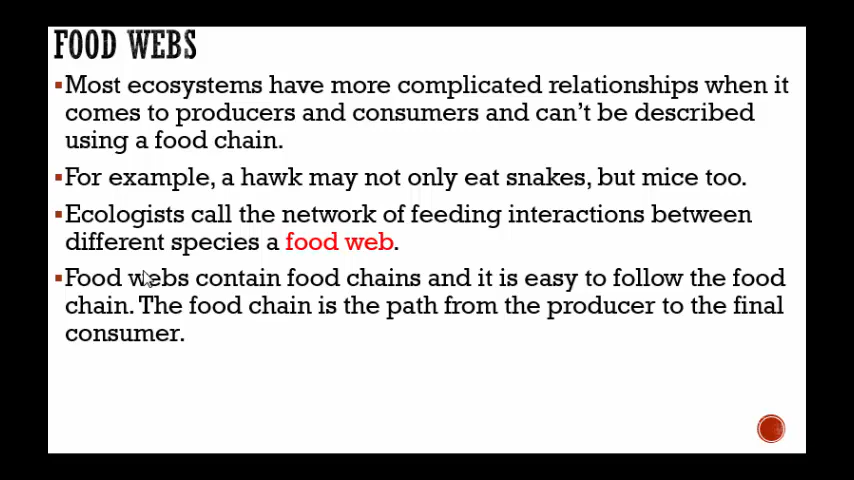 FOOD WEBS
▪Most ecosystems have more complicated relationships when it
comes to producers and consumers and can't be described
using a food chain.
▪For example, a hawk may not only eat snakes, but mice too.
▪Ecologists call the network of feeding interactions between
different species a food web.
▪Food webs contain food chains and it is easy to follow the food
chain. The food chain is the path from the producer to the final
consumer.